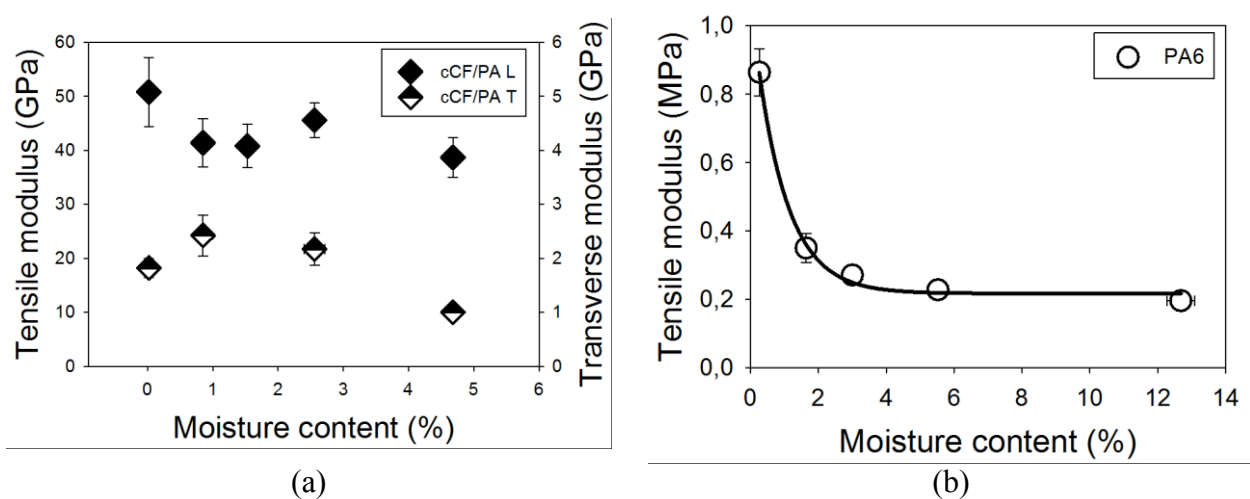 60
50
40
30
20
10
0
Tensile modulus (GPa)
cCF/PA L
cCF/PA T
6
5
4
3
2
1
0
Transverse modulus (GPa)
0 1 2 3 4 5 6
Moisture content (%)
(a)
1,0
0,8
0,6
0,4
0,2
0,0
Tensile modulus (MPa)
PA6
0 2 4 6 8 10 12 14
Moisture content (%)
(b)